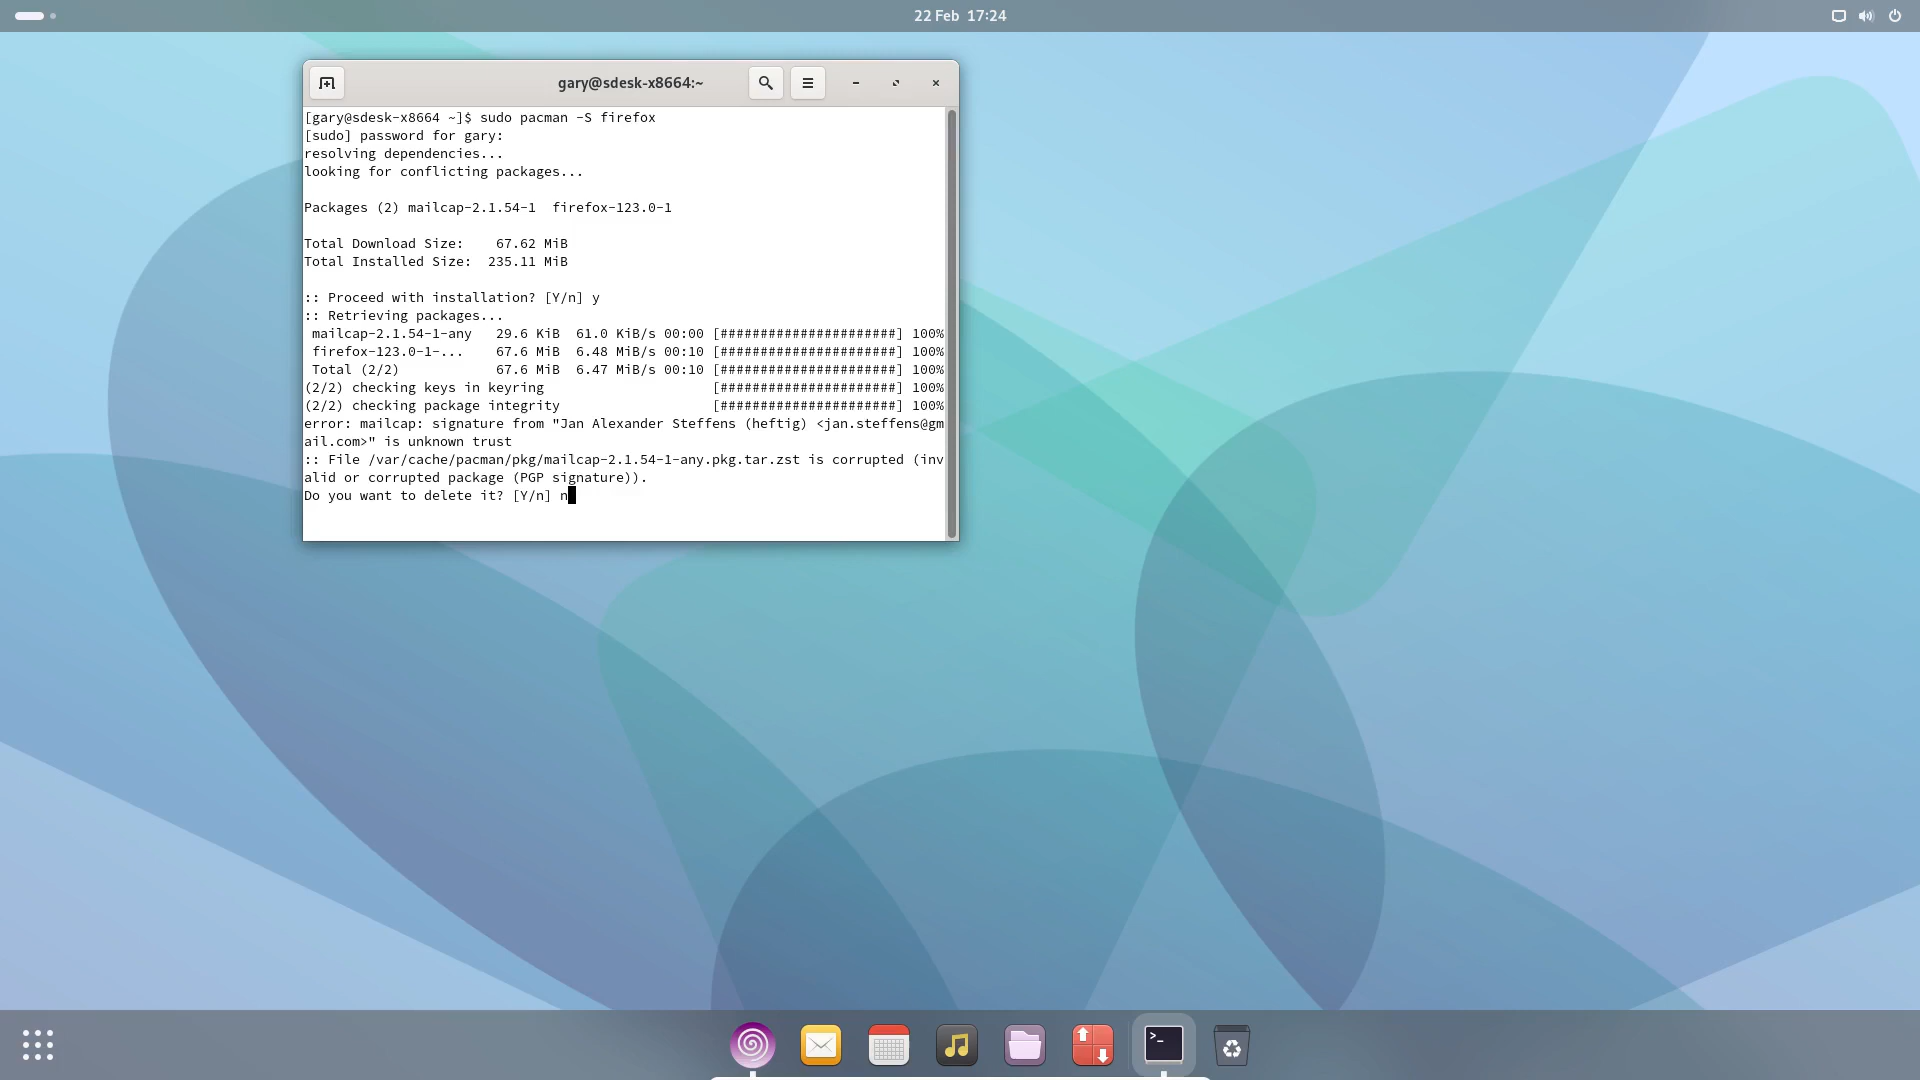 22 Feb 17:24
gary@sdesk-x8664:~
[gary@sdesk-x8664 ~]$ sudo pacman -S firefox
[sudo] password for gary:
resolving dependencies...
looking for conflicting packages...
Packages (2) mailcap-2.1.54-1  firefox-123.0-1
Total Download Size:    67.62 MiB
Total Installed Size:  235.11 MiB
:: Proceed with installation? [Y/n] y
:: Retrieving packages...
 mailcap-2.1.54-1-any   29.6 KiB  61.0 KiB/s 00:00 [######################] 100%
 firefox-123.0-1-...    67.6 MiB  6.48 MiB/s 00:10 [######################] 100%
 Total (2/2)            67.6 MiB  6.47 MiB/s 00:10 [######################] 100%
(2/2) checking keys in keyring                     [######################] 100%
(2/2) checking package integrity                   [######################] 100%
error: mailcap: signature from "Jan Alexander Steffens (heftig) <jan.steffens@gm
ail.com>" is unknown trust
:: File /var/cache/pacman/pkg/mailcap-2.1.54-1-any.pkg.tar.zst is corrupted (inv
alid or corrupted package (PGP signature)).
Do you want to delete it? [Y/n] n
>_